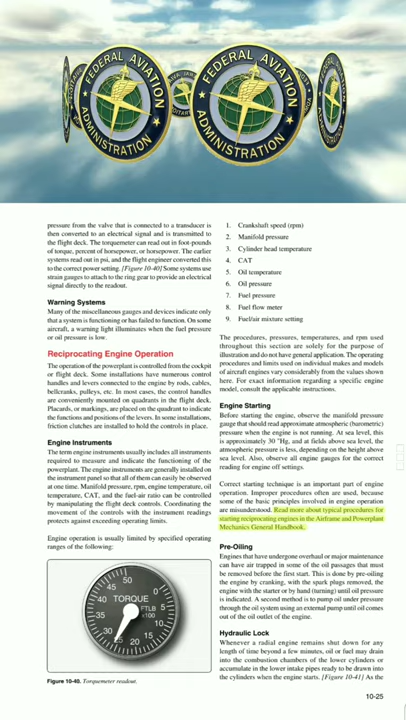 FEDERAL AVIATION
ADMINISTRATION
FEDERAL AVIATION
ADMINISTRATION
pressure from the valve that is connected to a transducer is
then converted to an electrical signal and is transmitted to
the flight deck. The torquemeter can read out in foot-pounds
of torque, percent of horsepower, or horsepower. The earlier
systems read out in psi, and the flight engineer converted this
to the correct power setting. [Figure 10-40] Some systems use
strain gauges to attach to the ring gear to provide an electrical
signal directly to the readout.
Warning Systems
Many of the miscellaneous gauges and devices indicate only
that a system is functioning or has failed to function. On some
aircraft, a warning light illuminates when the fuel pressure
or oil pressure is low.
Reciprocating Engine Operation
The operation of the powerplant is controlled from the cockpit
or flight deck. Some installations have numerous control
handles and levers connected to the engine by rods, cables,
bellcranks, pulleys, etc. In most cases, the control handles
are conveniently mounted on quadrants in the flight deck.
Placards, or markings, are placed on the quadrant to indicate
the functions and positions of the levers. In some installations,
friction clutches are installed to hold the controls in place.
Engine Instruments
The term engine instruments usually includes all instruments
required to measure and indicate the functioning of the
powerplant. The engine instruments are generally installed on
the instrument panel so that all of them can easily be observed
at one time. Manifold pressure, rpm, engine temperature, oil
temperature, CAT, and the fuel-air ratio can be controlled
by manipulating the flight deck controls. Coordinating the
movement of the controls with the instrument readings
protects against exceeding operating limits.
Engine operation is usually limited by specified operating
ranges of the following:
TORQUE
FTLB
x100
0
5
10
15
20
25
30
35
40
45
50
Figure 10-40. Torquemeter readout.
1. Crankshaft speed (rpm)
2. Manifold pressure
3. Cylinder head temperature
4. CAT
5. Oil temperature
6. Oil pressure
7. Fuel pressure
8. Fuel flow meter
9. Fuel/air mixture setting
The procedures, pressures, temperatures, and rpm used
throughout this section are solely for the purpose of
illustration and do not have general application. The operating
procedures and limits used on individual makes and models
of aircraft engines vary considerably from the values shown
here. For exact information regarding a specific engine
model, consult the applicable instructions.
Engine Starting
Before starting the engine, observe the manifold pressure
gauge that should read approximate atmospheric (barometric)
pressure when the engine is not running. At sea level, this
is approximately 30 "Hg, and at fields above sea level, the
atmospheric pressure is less, depending on the height above
sea level. Also, observe all engine gauges for the correct
reading for engine off settings.
Correct starting technique is an important part of engine
operation. Improper procedures often are used, because
some of the basic principles involved in engine operation
are misunderstood. Read more about typical procedures for
starting reciprocating engines in the Airframe and Powerplant
Mechanics General Handbook.
Pre-Oiling
Engines that have undergone overhaul or major maintenance
can have air trapped in some of the oil passages that must
be removed before the first start. This is done by pre-oiling
the engine by cranking, with the spark plugs removed, the
engine with the starter or by hand (turning) until oil pressure
is indicated. A second method is to pump oil under pressure
through the oil system using an external pump until oil comes
out of the oil outlet of the engine.
Hydraulic Lock
Whenever a radial engine remains shut down for any
length of time beyond a few minutes, oil or fuel may drain
into the combustion chambers of the lower cylinders or
accumulate in the lower intake pipes ready to be drawn into
the cylinders when the engine starts. [Figure 10-41] As the
10-25